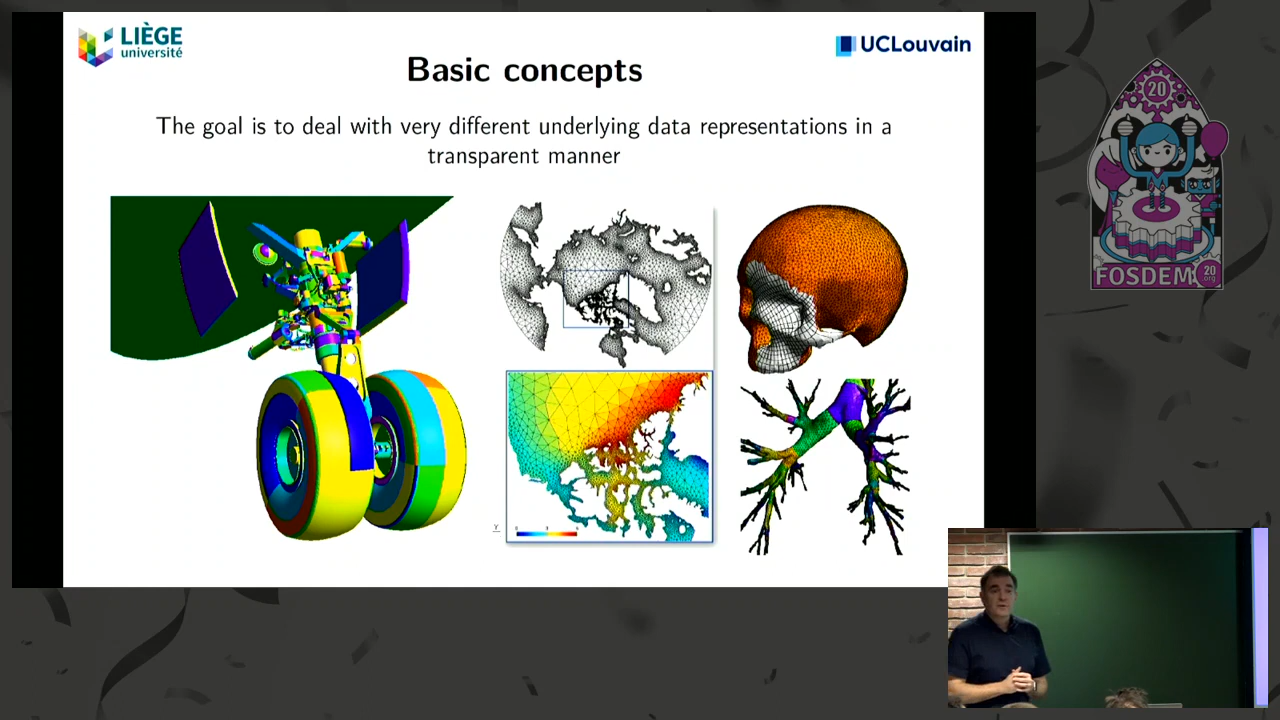 LIÈGE
université
UCLouvain
Basic concepts
The goal is to deal with very different underlying data representations in a
transparent manner
Y
20
FOSDEM
20
.org